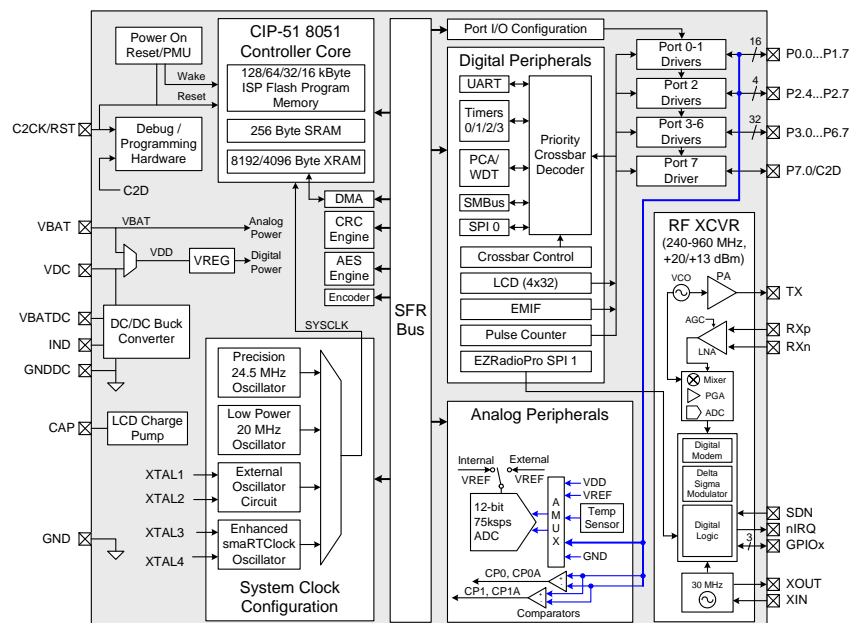 Power On
Reset/PMU
Wake
Reset
C2CK/RST
Debug /
Programming
Hardware
C2D
CIP-51 8051
Controller Core
128/64/32/16 kByte
ISP Flash Program
Memory
256 Byte SRAM
8192/4096 Byte XRAM
DMA
CRC
Engine
AES
Engine
Encoder
VBAT
VBAT
Analog
Power
VDC
VDD
VREG
Digital
Power
VBATDC
IND
GNDDC
DC/DC Buck
Converter
CAP
LCD Charge
Pump
SYSCLK
Precision
24.5 MHz
Oscillator
Low Power
20 MHz
Oscillator
External
Oscillator
Circuit
Enhanced
smaRTClock
Oscillator
XTAL1
XTAL2
XTAL3
XTAL4
GND
System Clock
Configuration
SFR
Bus
Port I/O Configuration
Digital Peripherals
UART
Timers
0/1/2/3
PCA/
WDT
SMBus
SPI 0
Priority
Crossbar
Decoder
Crossbar Control
LCD (4x32)
EMIF
Pulse Counter
EZRadioPro SPI 1
Port 0-1
Drivers
Port 2
Drivers
Port 3-6
Drivers
Port 7
Driver
16
P0.0...P1.7
4
P2.4...P2.7
32
P3.0...P6.7
P7.0/C2D
Analog Peripherals
Internal
VREF
External
VREF
12-bit
75ksps
ADC
A
M
U
X
VDD
VREF
Temp
Sensor
GND
CP0, CP0A
CP1, CP1A
+
-
+
-
Comparators
RF XCVR
(240-960 MHz,
+20/+13 dBm)
VCO
PA
TX
AGC
LNA
RXp
RXn
Mixer
PGA
ADC
Digital
Modem
Delta
Sigma
Modulator
Digital
Logic
SDN
nIRQ
3
GPIOx
30 MHz
XOUT
XIN